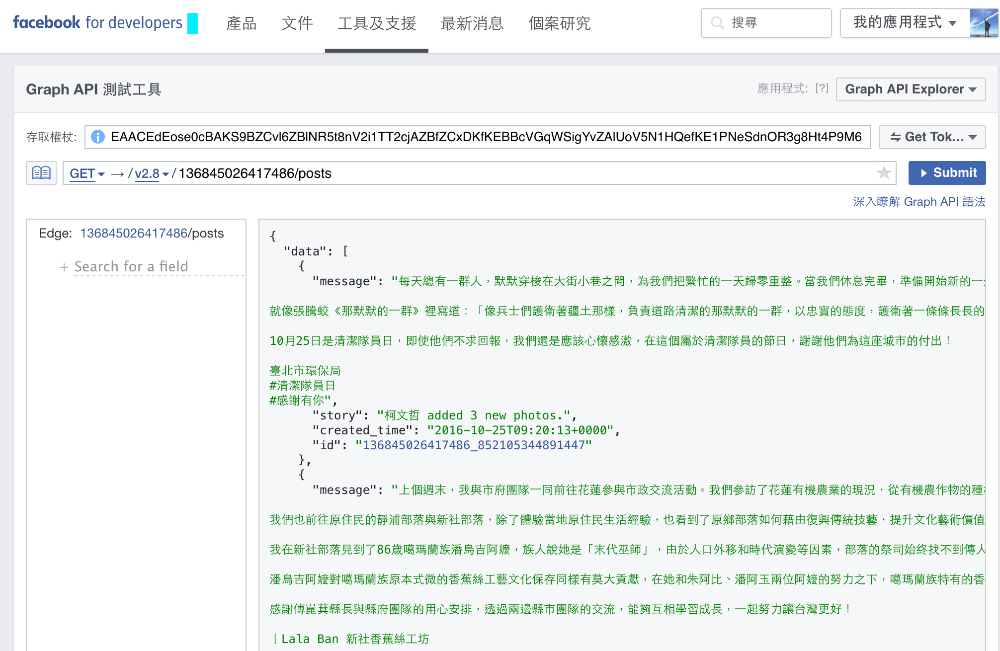 facebook for developers 產品 文件 工具及支援 最新消息 個案研究 搜尋 我的應用程式
Graph API 測試工具 應用程式: [?] Graph API Explorer
存取權杖: EAACEdEose0cBAKS9BZCvl6ZBlNR5t8nV2i1TT2cjAZBfZCxDKfKEBBcVGqWSigYvZAlUoV5N1HQefKE1PNeSdnOR3g8Ht4P9M6 Get Tok...
GET → /v2.8 /136845026417486/posts Submit
深入瞭解 Graph API 語法
Edge: 136845026417486/posts
+ Search for a field
{
"data": [
{
"message": "每天總有一群人，默默穿梭在大街小巷之間，為我們把繁忙的一天歸零重整。當我們休息完畢，準備開始新的一
就像張騰蛟《那默默的一群》裡寫道：「像兵士們護衛著疆土那樣，負責道路清潔的那默默的一群，以忠實的態度，護衛著一條條長長的
10月25日是清潔隊員日，即使他們不求回報，我們還是應該心懷感激，在這個屬於清潔隊員的節日，謝謝他們為這座城市的付出！
臺北市環保局
#清潔隊員日
#感謝有你",
"story": "柯文哲 added 3 new photos.",
"created_time": "2016-10-25T09:20:13+0000",
"id": "136845026417486_852105344891447"
},
{
"message": "上個週末，我與市府團隊一同前往花蓮參與市政交流活動。我們參訪了花蓮有機農業的現況，從有機農作物的種
我們也前往原住民的靜浦部落與新社部落，除了體驗當地原住民生活經驗，也看到了原鄉部落如何藉由復興傳統技藝，提升文化藝術價值
我在新社部落見到了86歲噶瑪蘭族潘烏吉阿嬤，族人說她是「末代巫師」，由於人口外移和時代演變等因素，部落的祭司始終找不到傳人
潘烏吉阿嬤對噶瑪蘭族原本式微的香蕉絲工藝文化保存同樣有莫大貢獻，在她和朱阿比、潘阿玉兩位阿嬤的努力之下，噶瑪蘭族特有的香
感謝傅崑萁縣長與縣府團隊的用心安排，透過兩邊縣市團隊的交流，能夠互相學習成長，一起努力讓台灣更好！
｜Lala Ban 新社香蕉絲工坊